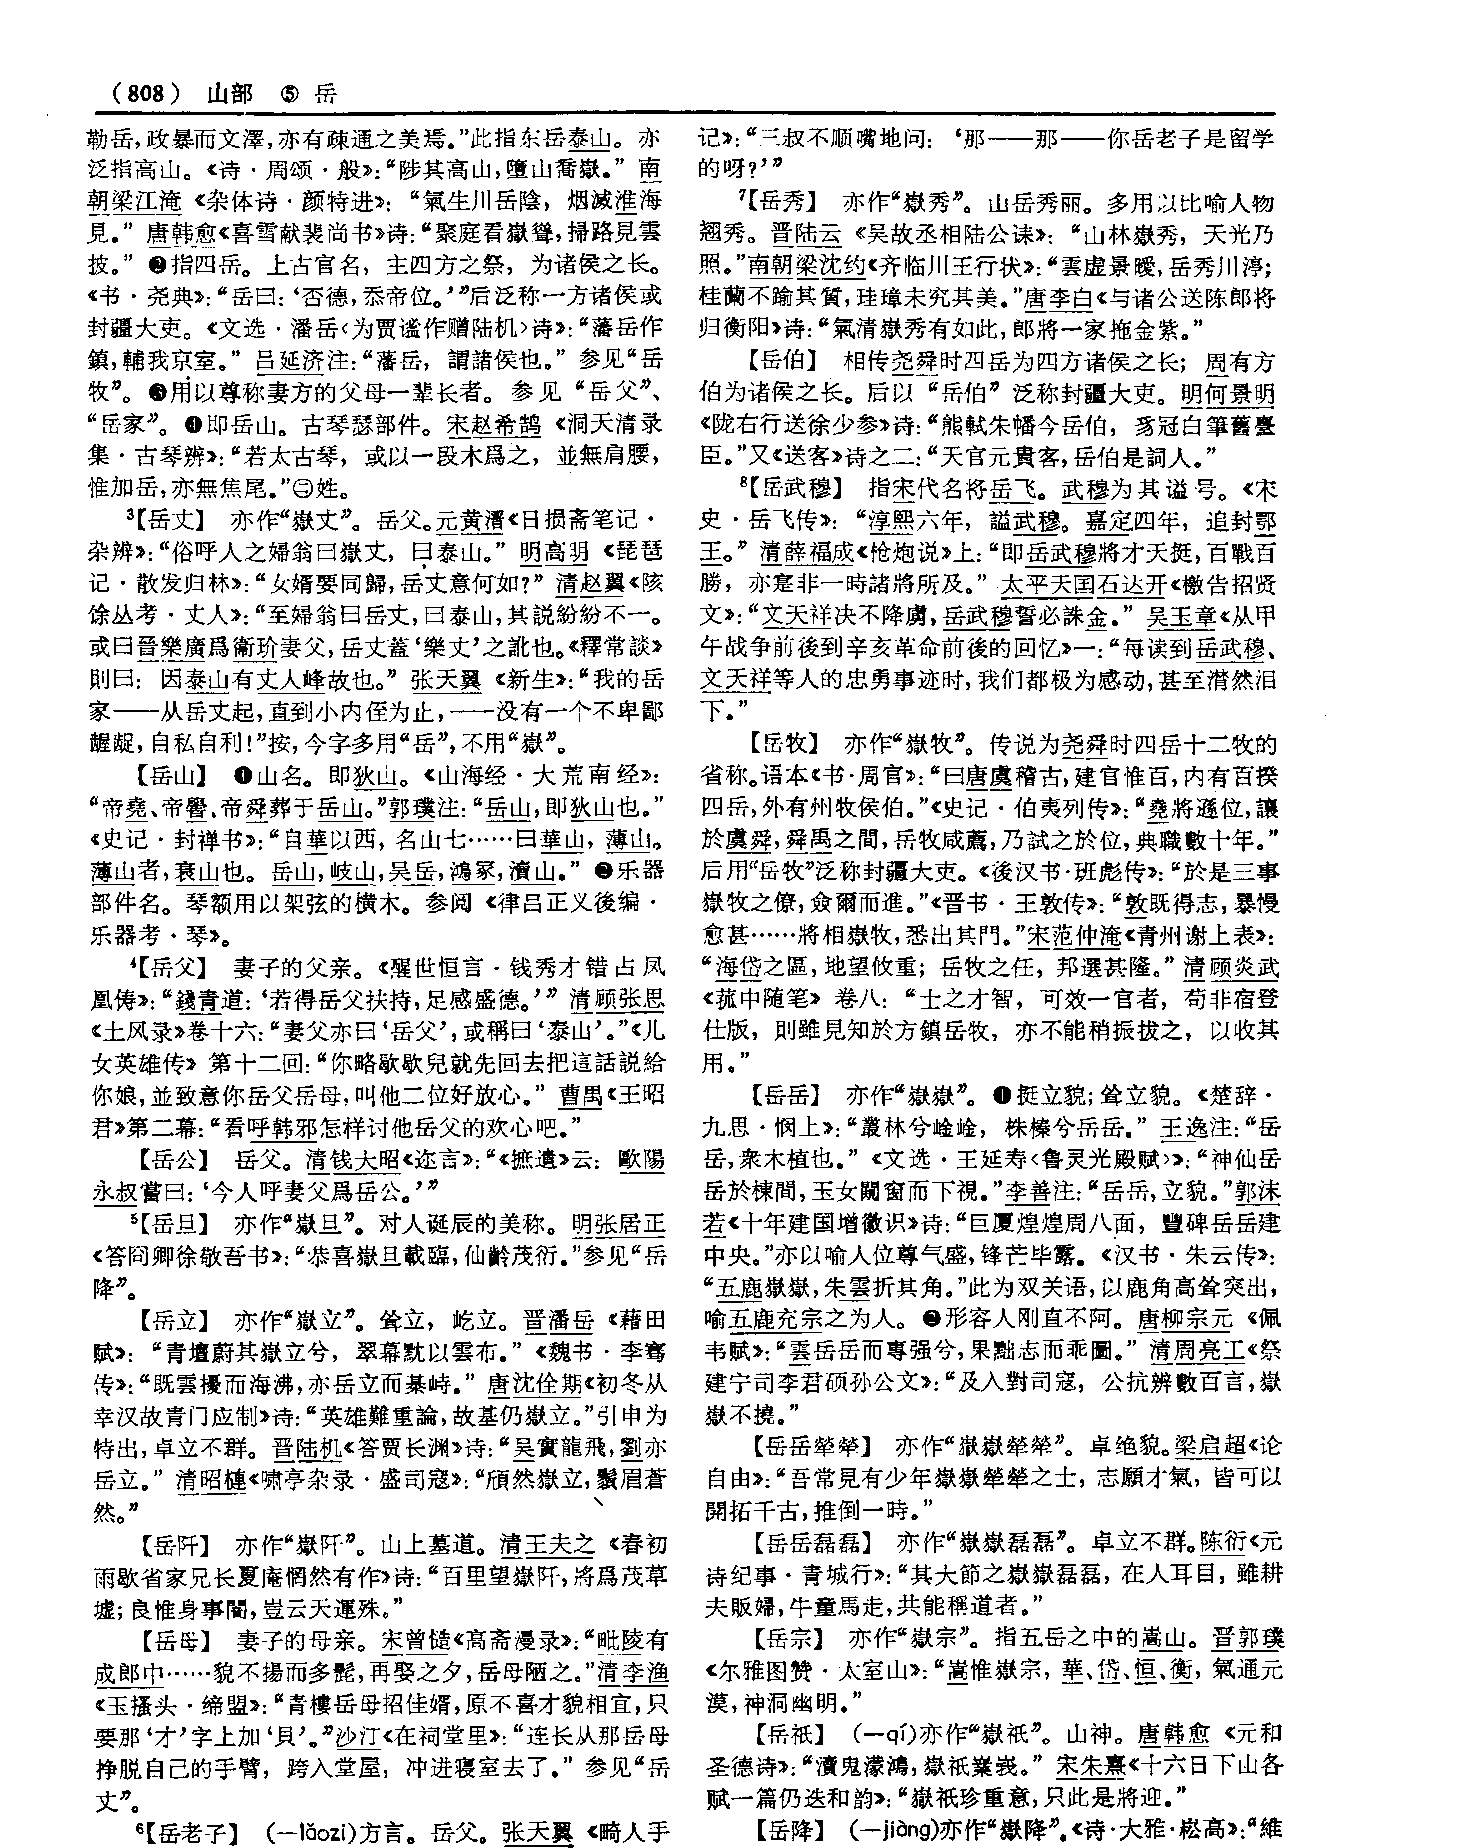 (808) 山部 ⑤ 岳
勒岳,政暴而文澤,亦有疎通之美焉。”此指东岳泰山。亦
泛指高山。《诗·周颂·般》:“陟其高山,墮山喬嶽。”南
朝梁江淹《杂体诗·颜特进》:“氣生川岳陰,烟滅淮海
見。”唐韩愈《喜雪献裴尚书》诗:“聚庭看嶽聳,掃路見雲
披。”❷指四岳。上古官名,主四方之祭,为诸侯之长。
《书·尧典》:“岳曰:‘否德,忝帝位。’”后泛称一方诸侯或
封疆大吏。《文选·潘岳〈为贾谧作赠陆机〉诗》:“藩岳作
鎮,輔我京室。”吕延济注:“藩岳,謂諸侯也。”参见“岳
牧”。❸用以尊称妻方的父母一辈长者。参见“岳父”、
“岳家”。❹即岳山。古琴瑟部件。宋赵希鹄《洞天清录
集·古琴辨》:“若太古琴,或以一段木爲之,並無肩腰,
惟加岳,亦無焦尾。”㊂姓。
3【岳丈】 亦作“嶽丈”。岳父。元黄溍《日损斋笔记·
杂辨》:“俗呼人之婦翁曰嶽丈,曰泰山。”明高明《琵琶
记·散发归林》:“女婿要同歸,岳丈意何如?”清赵翼《陔
馀丛考·丈人》:“至婦翁曰岳丈,曰泰山,其説紛紛不一。
或曰晉樂廣爲衞玠妻父,岳丈蓋‘樂丈’之訛也。《釋常談》
則曰:因泰山有丈人峰故也。”张天翼《新生》:“我的岳
家——从岳丈起,直到小内侄为止,——没有一个不卑鄙
龌龊,自私自利!”按,今字多用“岳”,不用“嶽”。
【岳山】 ❶山名。即狄山。《山海经·大荒南经》:
“帝堯、帝嚳、帝舜葬于岳山。”郭璞注:“岳山,即狄山也。”
《史记·封禅书》:“自華以西,名山七……曰華山,薄山。
薄山者,衰山也。岳山,岐山,吴岳,鴻冢,瀆山。”❷乐器
部件名。琴额用以架弦的横木。参阅《律吕正义後编·
乐器考·琴》。
4【岳父】 妻子的父亲。《醒世恒言·钱秀才错占凤
凰俦》:“錢青道:‘若得岳父扶持,足感盛德。’”清顾张思
《土风录》卷十六:“妻父亦曰‘岳父’,或稱曰‘泰山’。”《儿
女英雄传》第十二回:“你略歇歇兒就先回去把這話説給
你娘,並致意你岳父岳母,叫他二位好放心。”曹禺《王昭
君》第二幕:“看呼韩邪怎样讨他岳父的欢心吧。”
【岳公】 岳父。清钱大昭《迩言》:“《摭遺》云:歐陽
永叔嘗曰:‘今人呼妻父爲岳公。’”
5【岳旦】 亦作“嶽旦”。对人诞辰的美称。明张居正
《答冏卿徐敬吾书》:“恭喜嶽旦載臨,仙齡茂衍。”参见“岳
降”。
【岳立】 亦作“嶽立”。耸立,屹立。晋潘岳《藉田
赋》:“青壇蔚其嶽立兮,翠幕默以雲布。”《魏书·李骞
传》:“既雲擾而海沸,亦岳立而棊峙。”唐沈佺期《初冬从
幸汉故青门应制》诗:“英雄難重論,故基仍嶽立。”引申为
特出,卓立不群。晋陆机《答贾长渊》诗:“吴實龍飛,劉亦
岳立。”清昭梿《啸亭杂录·盛司寇》:“頎然嶽立,鬚眉蒼
然。”
【岳阡】 亦作“嶽阡”。山上墓道。清王夫之《春初
雨歇省家兄长夏庵惘然有作》诗:“百里望嶽阡,將爲茂草
墟;良惟身事闇,豈云天運殊。”
【岳母】 妻子的母亲。宋曾慥《高斋漫录》:“毗陵有
成郎中……貌不揚而多髭,再娶之夕,岳母陋之。”清李渔
《玉搔头·缔盟》:“青樓岳母招佳婿,原不喜才貌相宜,只
要那‘才’字上加‘貝’。”沙汀《在祠堂里》:“连长从那岳母
挣脱自己的手臂,跨入堂屋,冲进寝室去了。”参见“岳
丈”。
6【岳老子】 (—lǎozi)方言。岳父。张天翼《畸人手
记》:“三叔不顺嘴地问:‘那——那——你岳老子是留学
的呀?’”
7【岳秀】 亦作“嶽秀”。山岳秀丽。多用以比喻人物
翘秀。晋陆云《吴故丞相陆公诔》:“山林嶽秀,天光乃
照。”南朝梁沈约《齐临川王行状》:“雲虚景曖,岳秀川渟;
桂蘭不踰其質,珪璋未究其美。”唐李白《与诸公送陈郎将
归衡阳》诗:“氣清嶽秀有如此,郎將一家拖金紫。”
【岳伯】 相传尧舜时四岳为四方诸侯之长;周有方
伯为诸侯之长。后以“岳伯”泛称封疆大吏。明何景明
《陇右行送徐少参》诗:“熊軾朱幡今岳伯,豸冠白筆舊臺
臣。”又《送客》诗之二:“天官元貴客,岳伯是詞人。”
8【岳武穆】 指宋代名将岳飞。武穆为其谥号。《宋
史·岳飞传》:“淳熙六年,諡武穆。嘉定四年,追封鄂
王。”清薛福成《枪炮说》上:“即岳武穆將才天挺,百戰百
勝,亦寔非一時諸將所及。”太平天国石达开《檄告招贤
文》:“文天祥决不降虜,岳武穆誓必誅金。”吴玉章《从甲
午战争前後到辛亥革命前後的回忆》一:“每读到岳武穆、
文天祥等人的忠勇事迹时,我们都极为感动,甚至潸然泪
下。”
【岳牧】 亦作“嶽牧”。传说为尧舜时四岳十二牧的
省称。语本《书·周官》:“曰唐虞稽古,建官惟百,内有百揆
四岳,外有州牧侯伯。”《史记·伯夷列传》:“堯將遜位,讓
於虞舜,舜禹之間,岳牧咸薦,乃試之於位,典職數十年。”
后用“岳牧”泛称封疆大吏。《後汉书·班彪传》:“於是三事
嶽牧之僚,僉爾而進。”《晋书·王敦传》:“敦既得志,暴慢
愈甚……將相嶽牧,悉出其門。”宋范仲淹《青州谢上表》:
“海岱之區,地望攸重;岳牧之任,邦選甚隆。”清顾炎武
《菰中随笔》卷八:“士之才智,可效一官者,苟非宿登
仕版,則雖見知於方鎮岳牧,亦不能稍振拔之,以收其
用。”
【岳岳】 亦作“嶽嶽”。❶挺立貌;耸立貌。《楚辞·
九思·悯上》:“叢林兮崯崯,株榛兮岳岳。”王逸注:“岳
岳,衆木植也。”《文选·王延寿〈鲁灵光殿赋〉》:“神仙岳
岳於棟間,玉女闚窗而下視。”李善注:“岳岳,立貌。”郭沫
若《十年建国增徽识》诗:“巨厦煌煌周八面,豐碑岳岳建
中央。”亦以喻人位尊气盛,锋芒毕露。《汉书·朱云传》:
“五鹿嶽嶽,朱雲折其角。”此为双关语,以鹿角高耸突出,
喻五鹿充宗之为人。❷形容人刚直不阿。唐柳宗元《佩
韦赋》:“雲岳岳而專强兮,果黜志而乖圖。”清周亮工《祭
建宁司李君硕孙公文》:“及入對司寇,公抗辨數百言,嶽
嶽不撓。”
【岳岳犖犖】 亦作“嶽嶽犖犖”。卓绝貌。梁启超《论
自由》:“吾常見有少年嶽嶽犖犖之士,志願才氣,皆可以
開拓千古,推倒一時。”
【岳岳磊磊】 亦作“嶽嶽磊磊”。卓立不群。陈衍《元
诗纪事·青城行》:“其大節之嶽嶽磊磊,在人耳目,雖耕
夫販婦,牛童馬走,共能稱道者。”
【岳宗】 亦作“嶽宗”。指五岳之中的嵩山。晋郭璞
《尔雅图赞·太室山》:“嵩惟嶽宗,華、岱、恒、衡,氣通元
漠,神洞幽明。”
【岳祇】 (—qí)亦作“嶽祇”。山神。唐韩愈《元和
圣德诗》:“瀆鬼濛鴻,嶽祇嶪峩。”宋朱熹《十六日下山各
赋一篇仍迭和韵》:“嶽祇珍重意,只此是將迎。”
【岳降】 (—jiàng)亦作“嶽降”。《诗·大雅·崧高》:“維